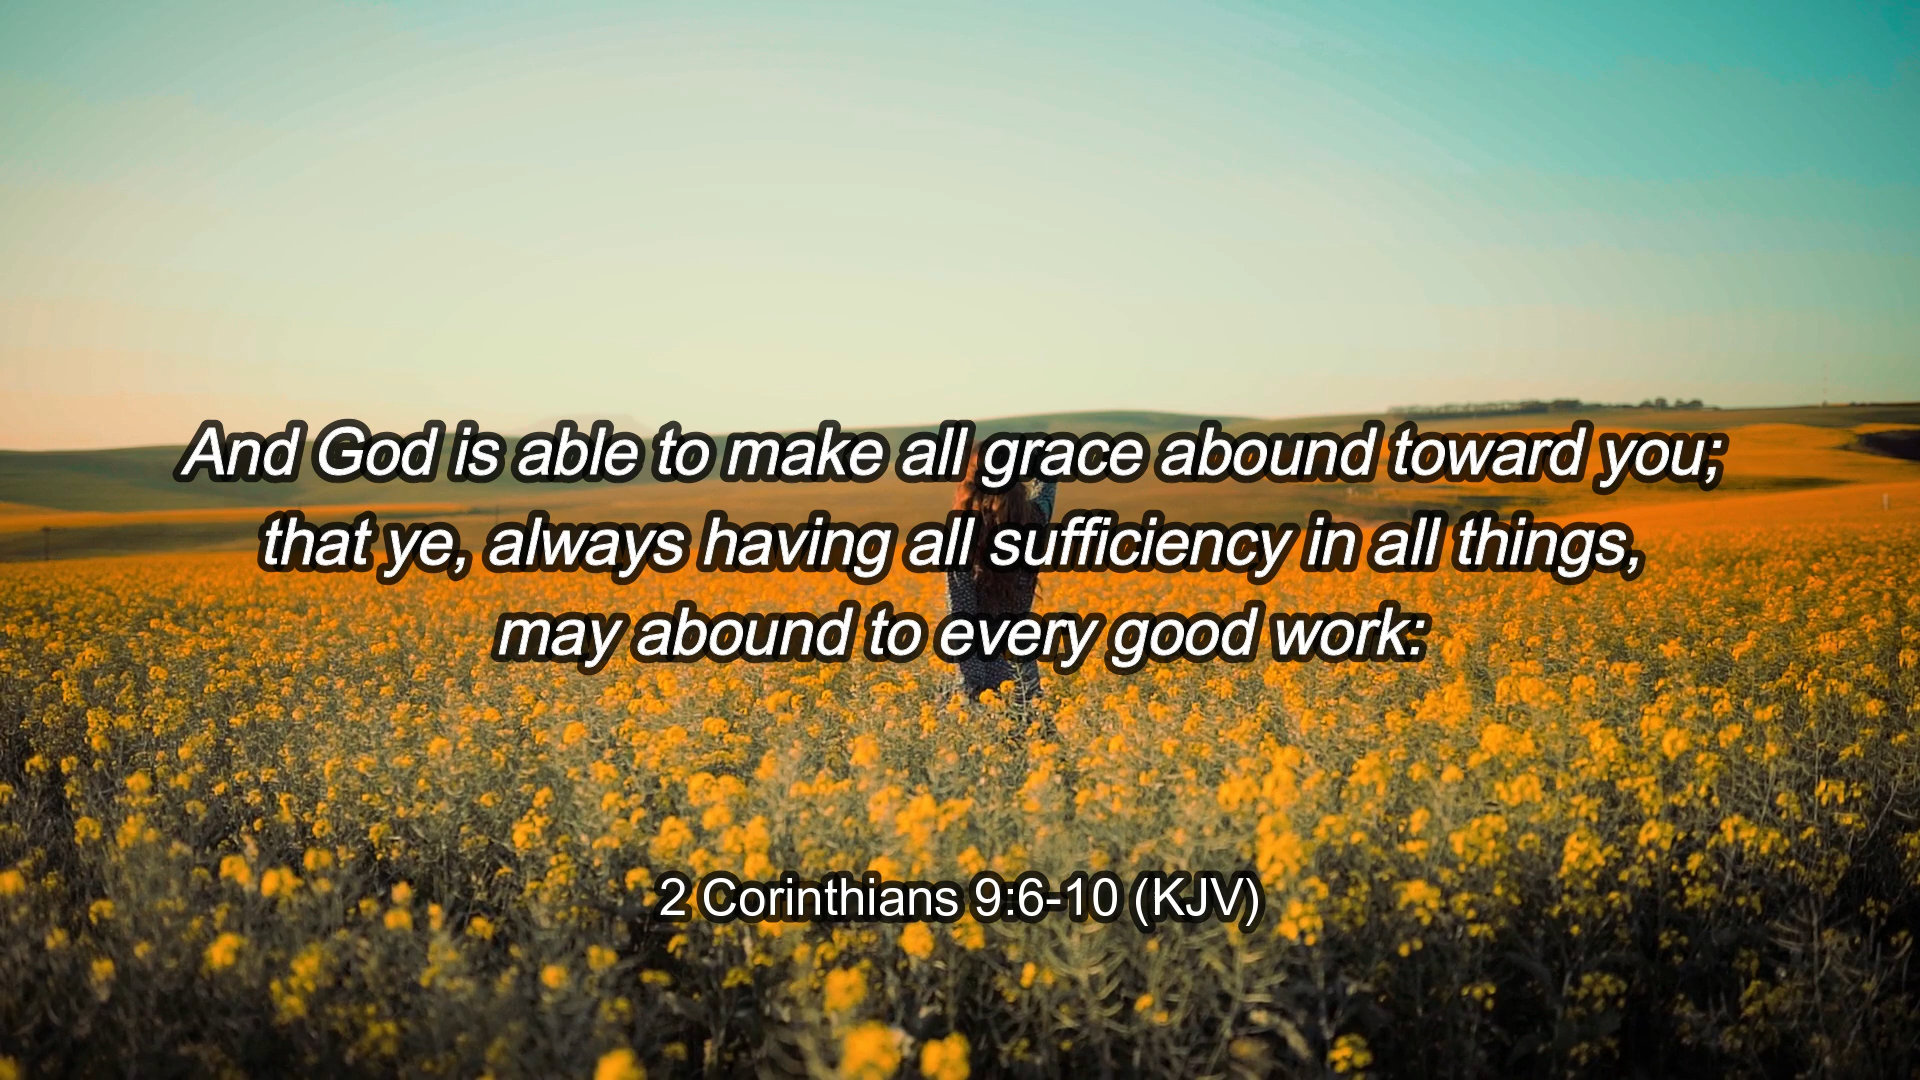 And God is able to make all grace abound toward you;
that ye, always having all sufficiency in all things,
may abound to every good work:
2 Corinthians 9:6-10 (KJV)